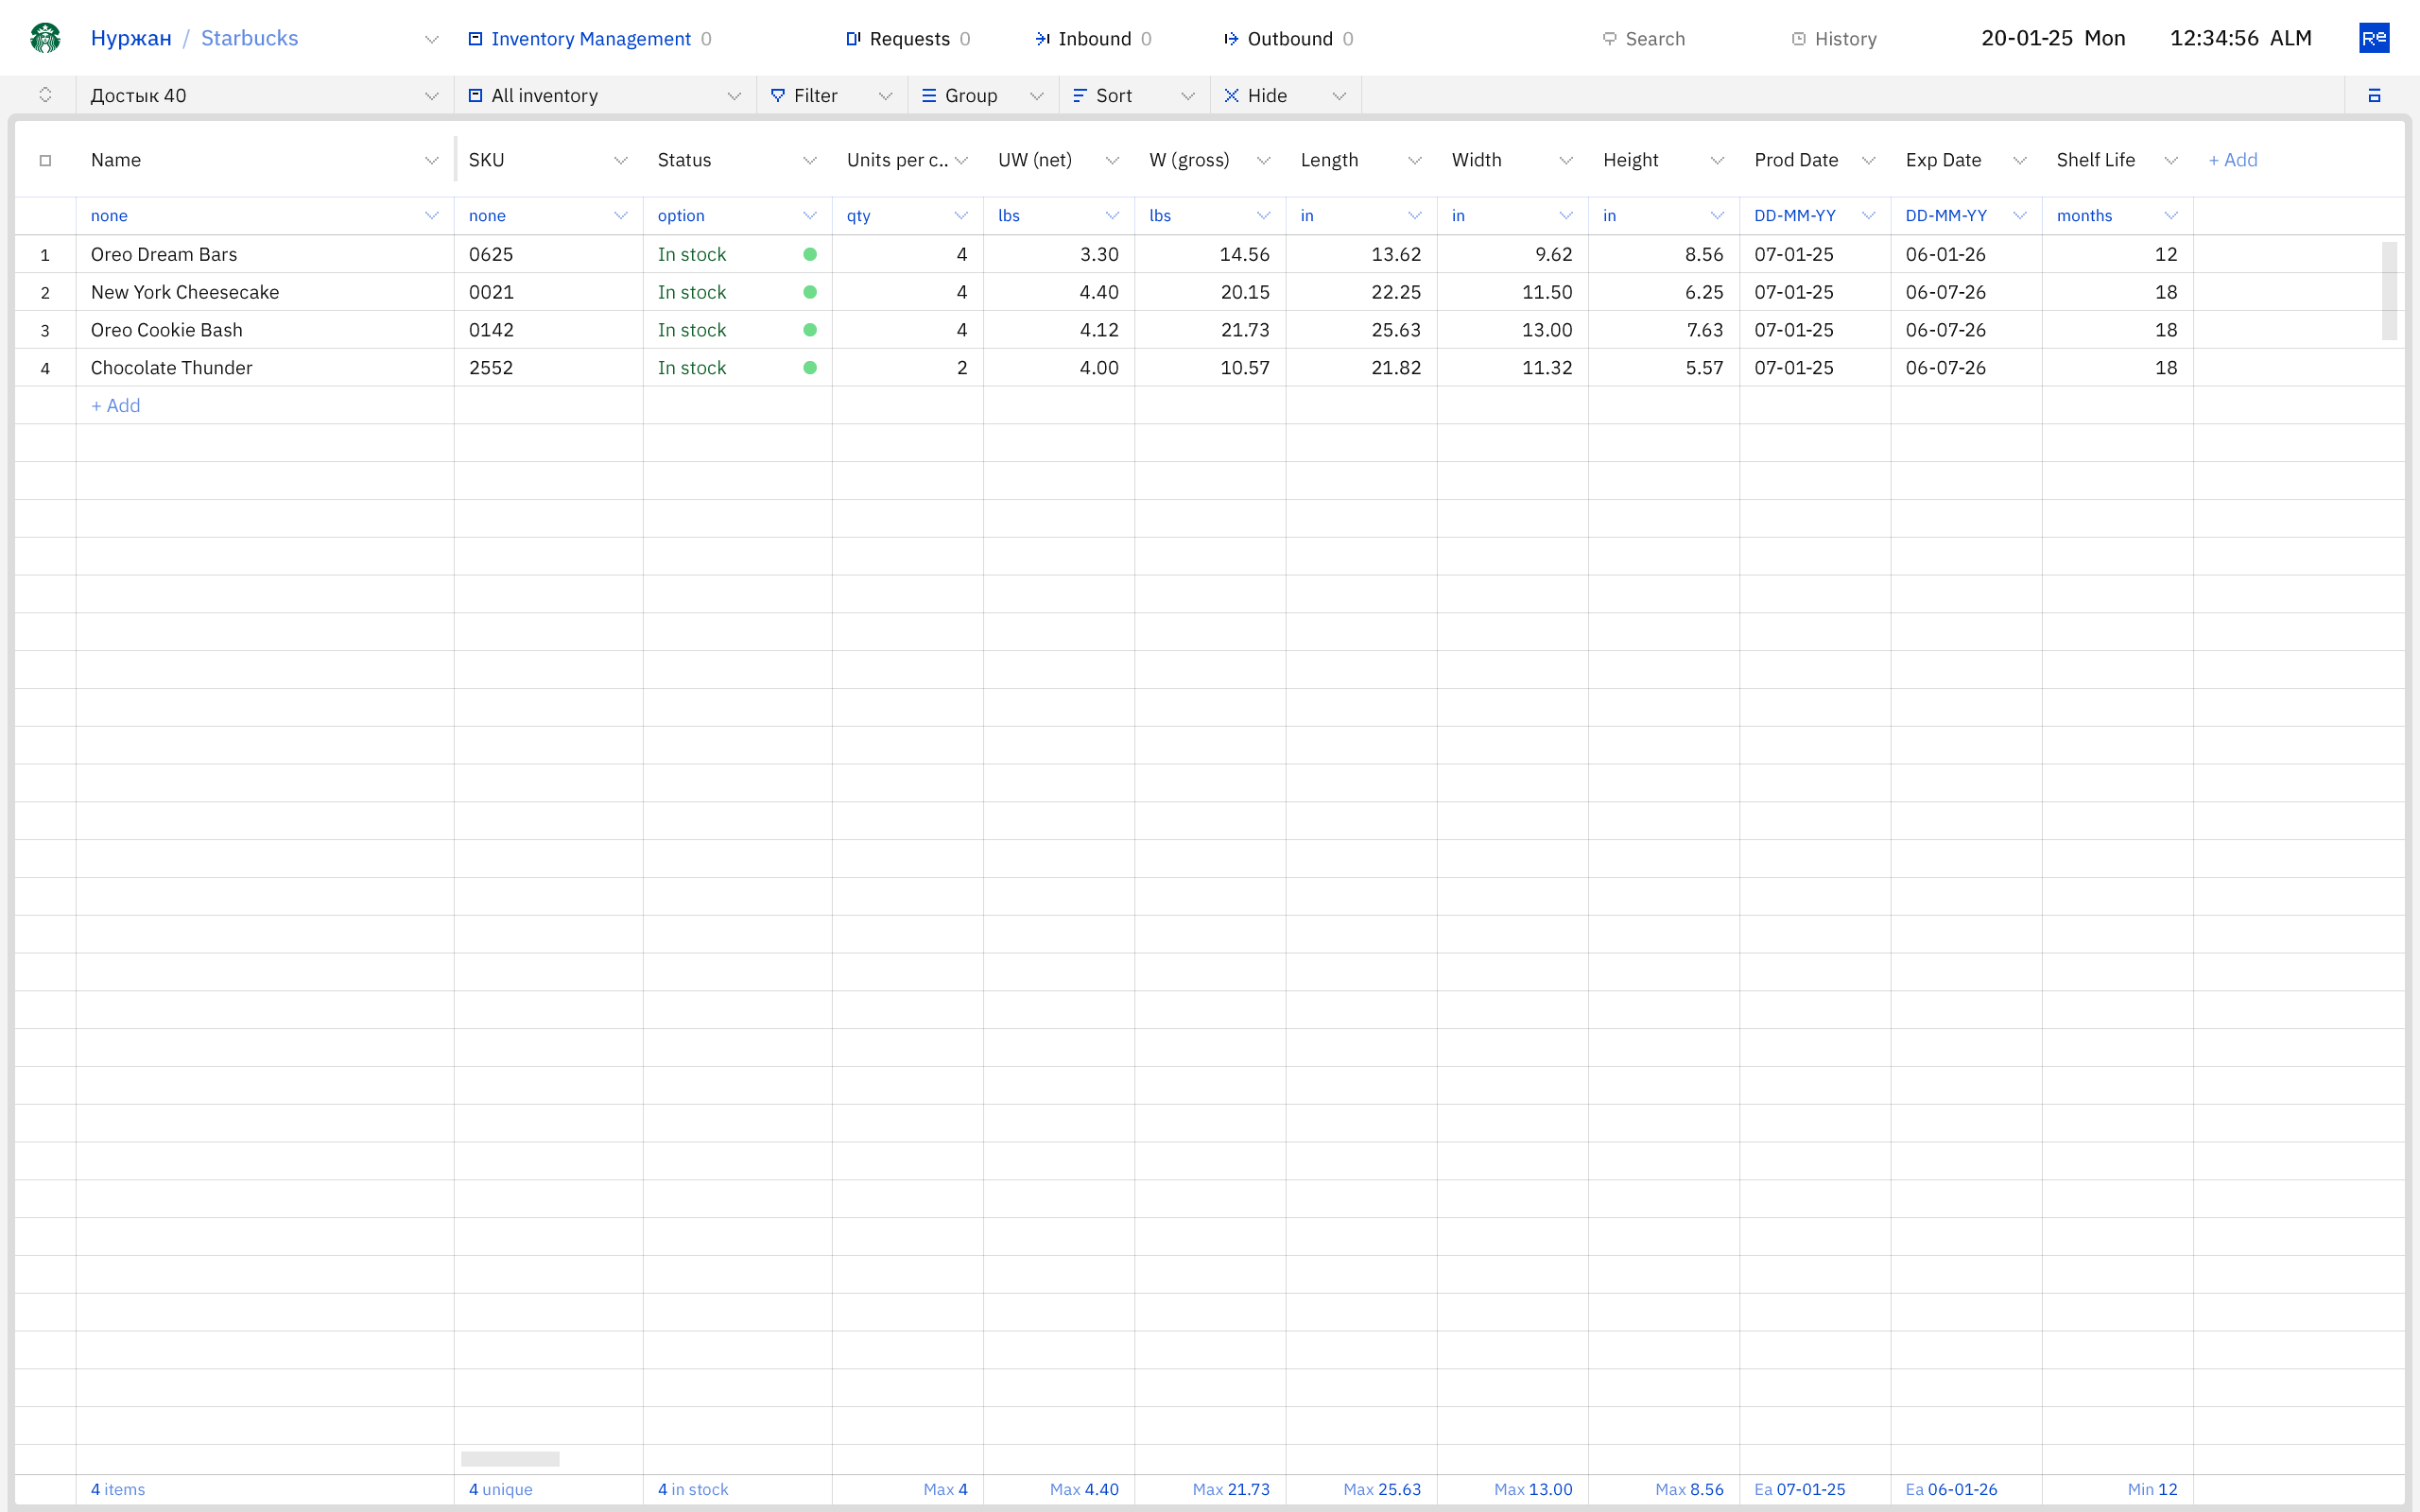 Нуржан / Starbucks Inventory Management 0 Requests 0 Inbound 0 Outbound 0 Search History 20-01-25 Mon 12:34:56 ALM Re
Достык 40 All inventory Filter Group Sort Hide
Name SKU Status Units per c.. UW (net) W (gross) Length Width Height Prod Date Exp Date Shelf Life + Add
none none option qty lbs lbs in in in DD-MM-YY DD-MM-YY months
1 Oreo Dream Bars 0625 In stock 4 3.30 14.56 13.62 9.62 8.56 07-01-25 06-01-26 12
2 New York Cheesecake 0021 In stock 4 4.40 20.15 22.25 11.50 6.25 07-01-25 06-07-26 18
3 Oreo Cookie Bash 0142 In stock 4 4.12 21.73 25.63 13.00 7.63 07-01-25 06-07-26 18
4 Chocolate Thunder 2552 In stock 2 4.00 10.57 21.82 11.32 5.57 07-01-25 06-07-26 18
+ Add
4 items 4 unique 4 in stock Max 4 Max 4.40 Max 21.73 Max 25.63 Max 13.00 Max 8.56 Ea 07-01-25 Ea 06-01-26 Min 12